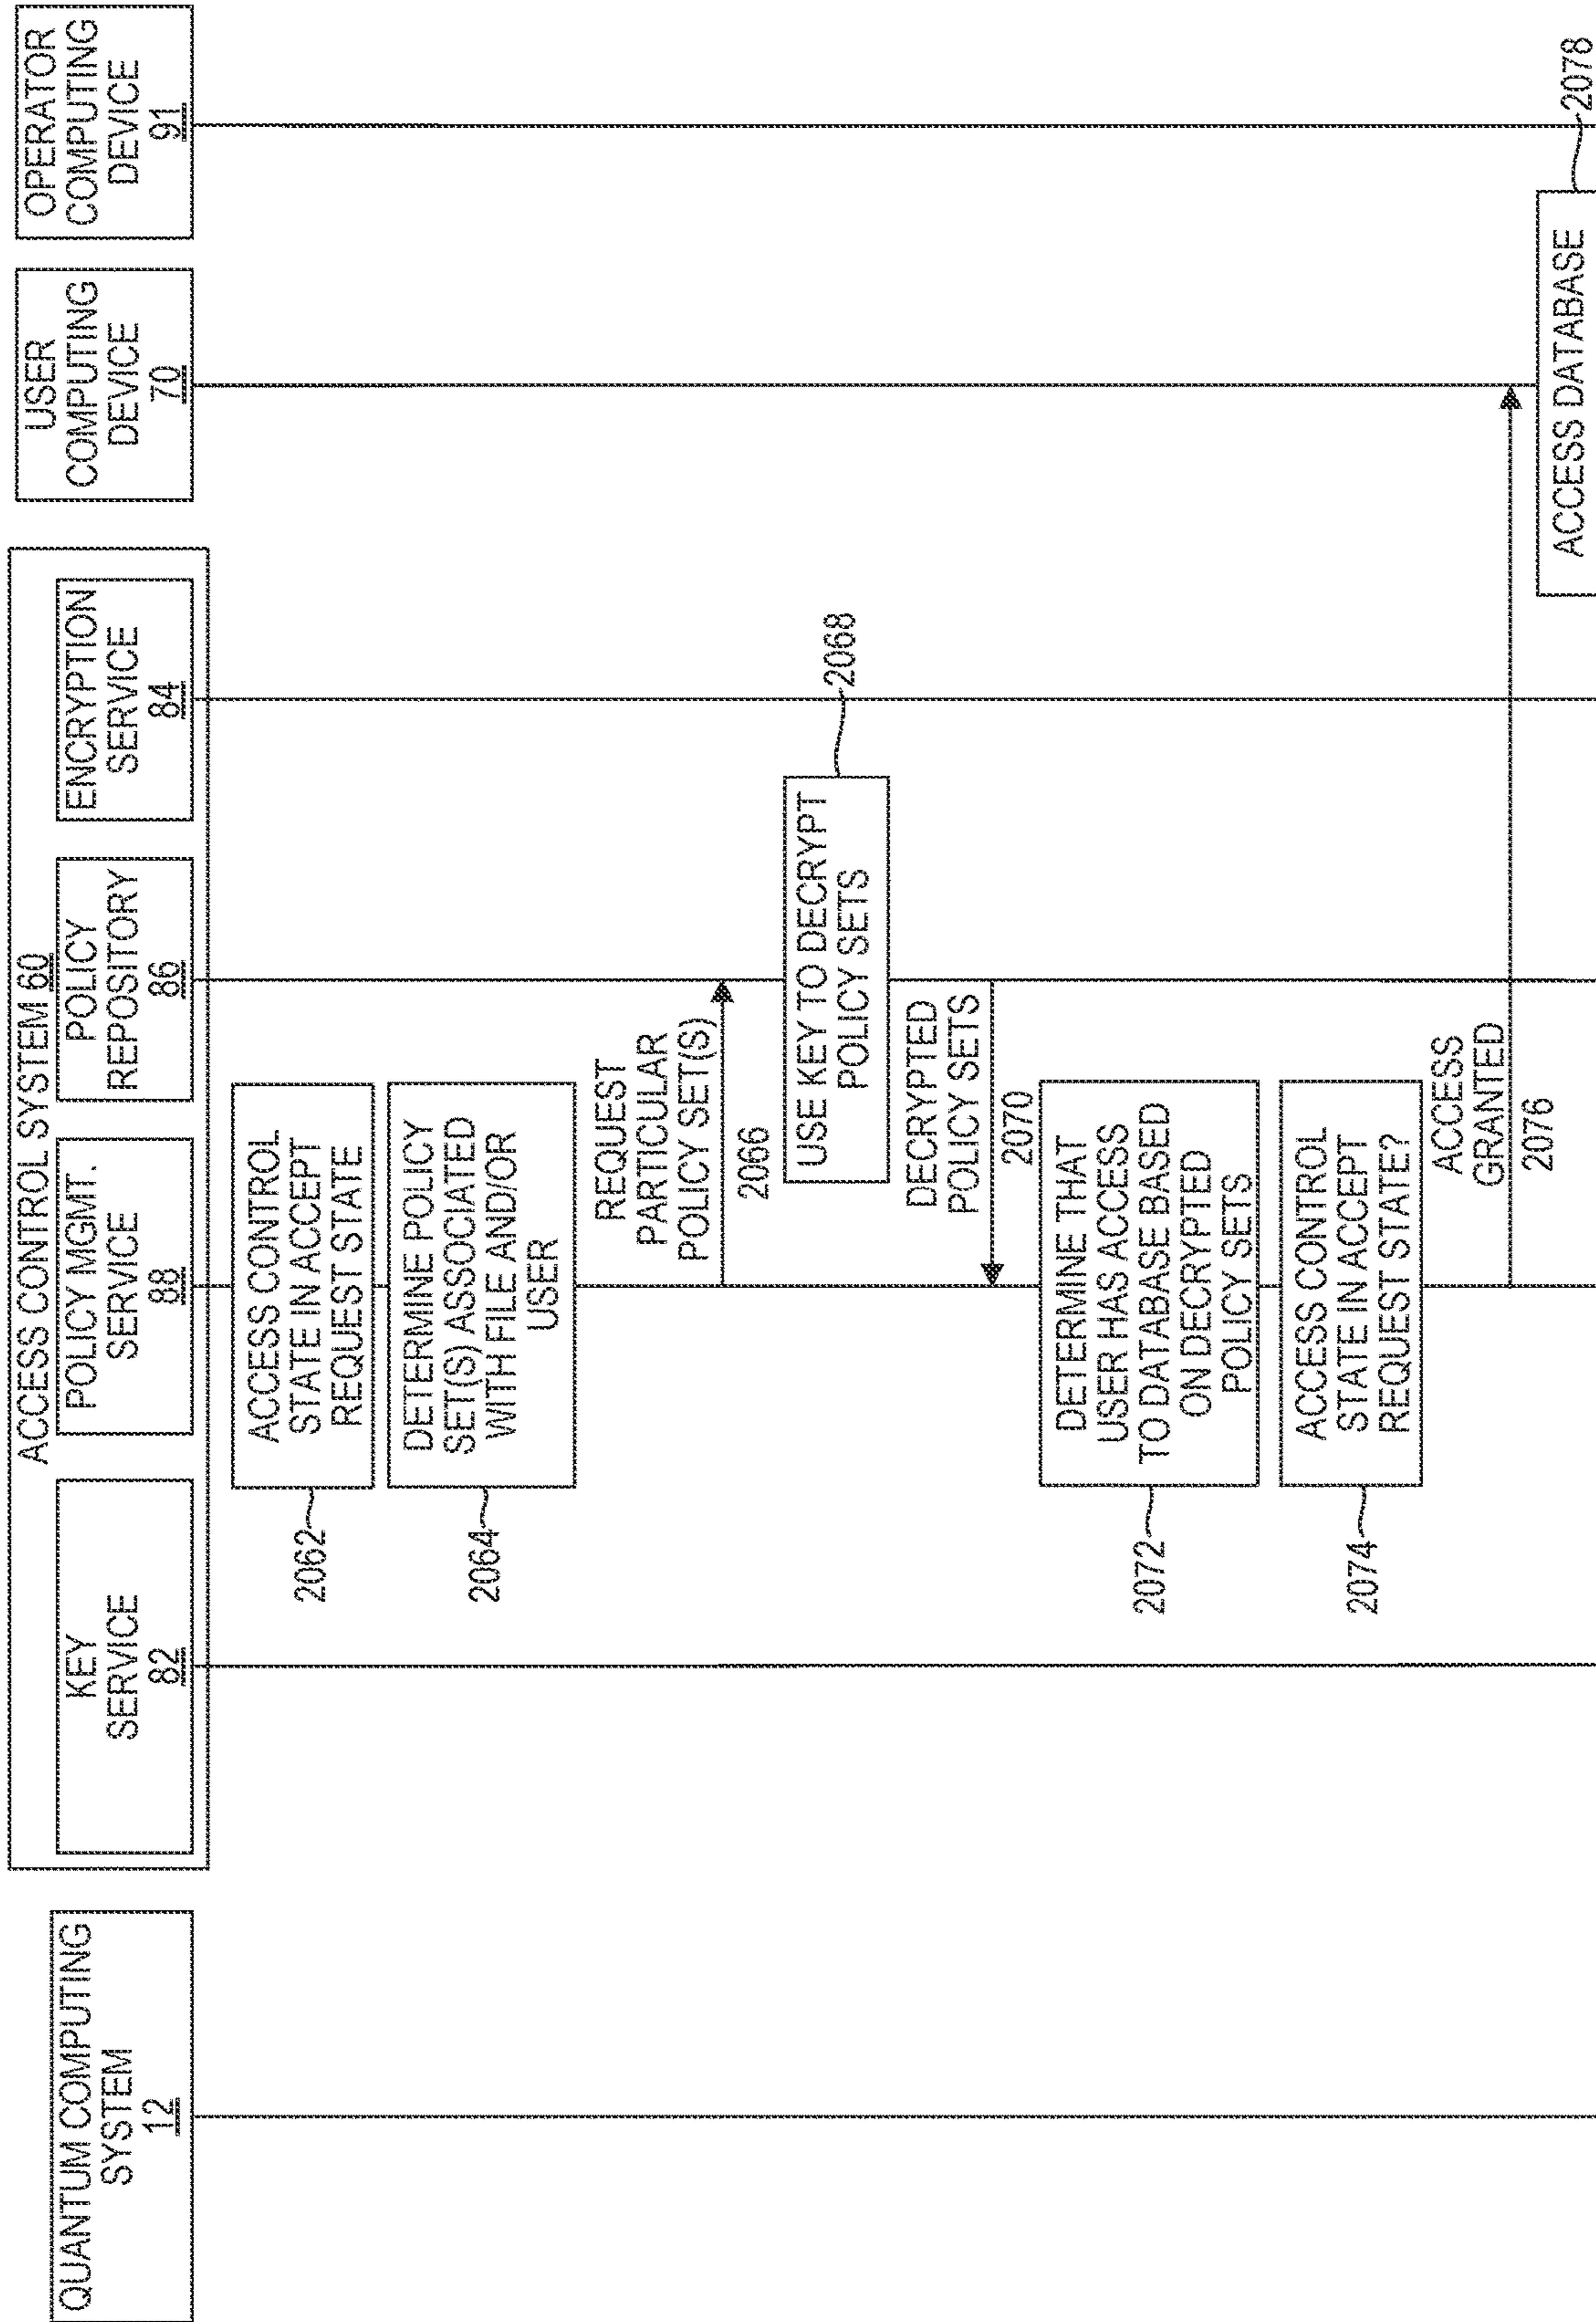 QUANTUM COMPUTING
SYSTEM
12
ACCESS CONTROL SYSTEM 60
KEY
SERVICE
82
POLICY MGMT.
SERVICE
88
POLICY
REPOSITORY
86
ENCRYPTION
SERVICE
84
USER
COMPUTING
DEVICE
70
OPERATOR
COMPUTING
DEVICE
91
2062
ACCESS CONTROL
STATE IN ACCEPT
REQUEST STATE
2064
DETERMINE POLICY
SET(S) ASSOCIATED
WITH FILE AND/OR
USER
REQUEST
PARTICULAR
POLICY SET(S)
2066
USE KEY TO DECRYPT
POLICY SETS
2068
DECRYPTED
POLICY SETS
2070
2072
DETERMINE THAT
USER HAS ACCESS
TO DATABASE BASED
ON DECRYPTED
POLICY SETS
2074
ACCESS CONTROL
STATE IN ACCEPT
REQUEST STATE?
ACCESS
GRANTED
2076
ACCESS DATABASE
2078